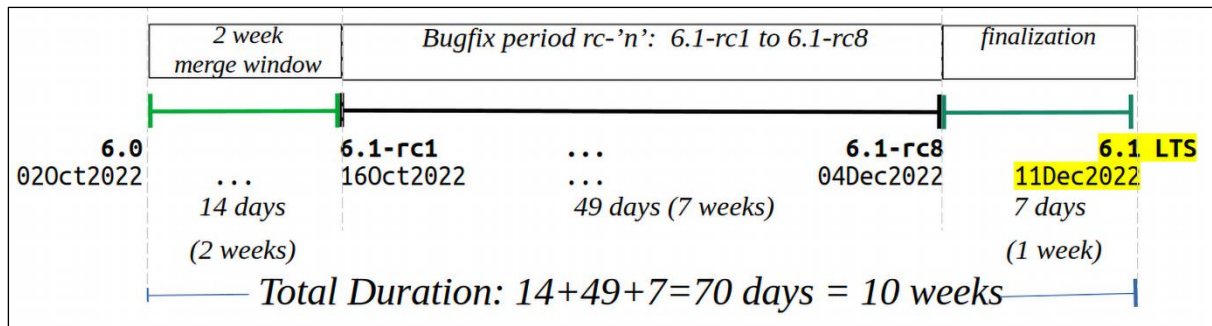 2 week
merge window
Bugfix period rc-’n’: 6.1-rc1 to 6.1-rc8
finalization
6.0 6.1-rc1 ... 6.1-rc8 6.1 LTS
02Oct2022 ... 16Oct2022 ... 04Dec2022 11Dec2022
14 days 49 days (7 weeks) 7 days
(2 weeks) (1 week)
Total Duration: 14+49+7=70 days = 10 weeks